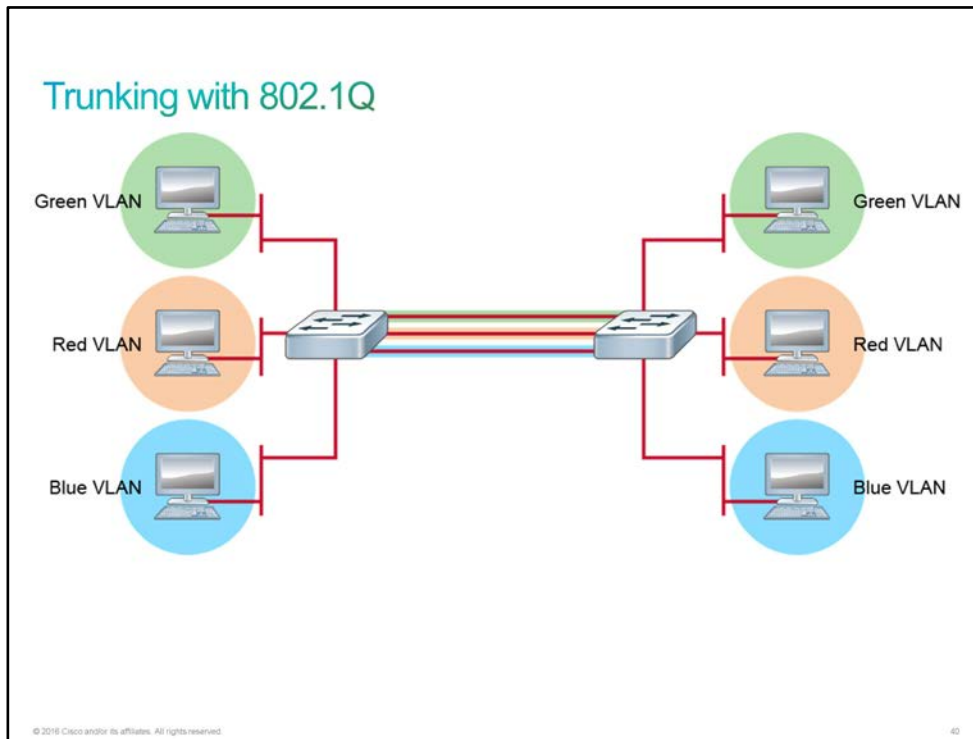 Trunking with 802.1Q
Green VLAN
Green VLAN
Red VLAN
Red VLAN
Blue VLAN
Blue VLAN
© 2016 Cisco and/or its affiliates. All rights reserved.
40